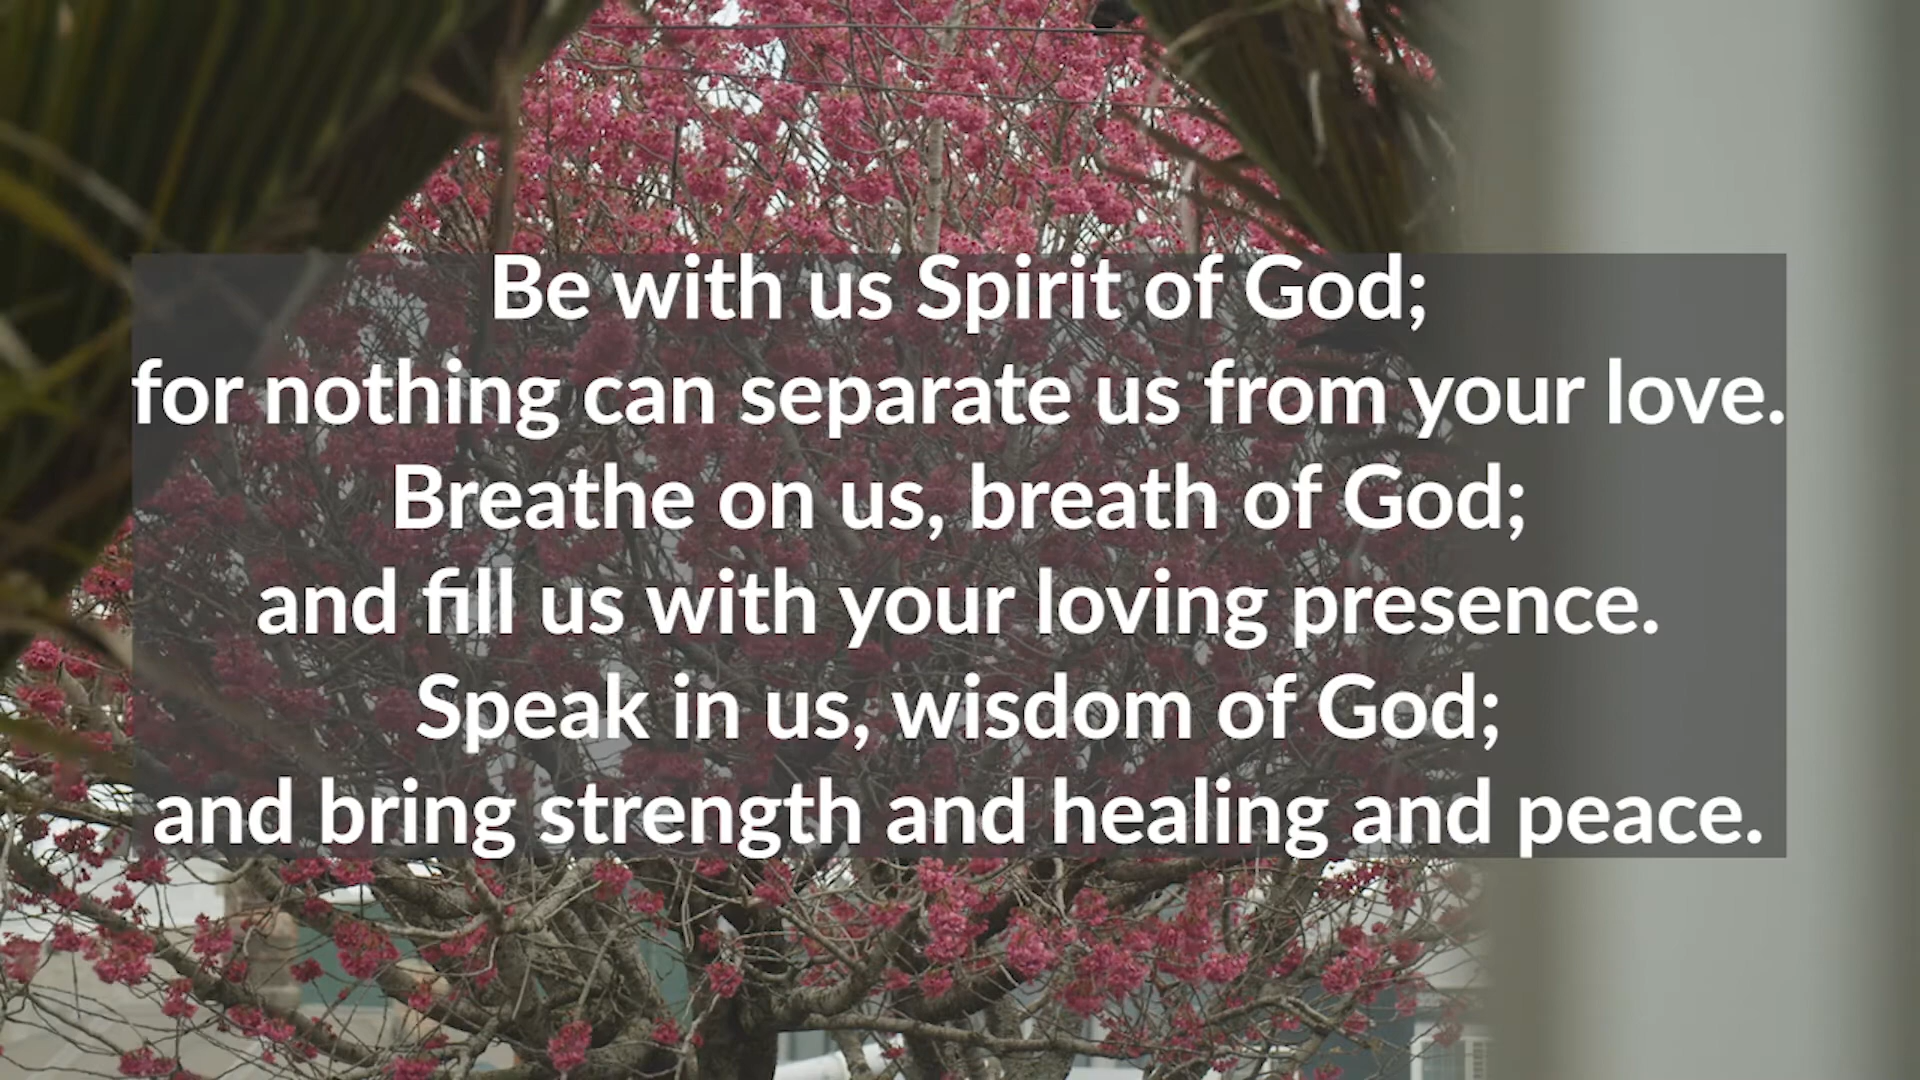 Be with us Spirit of God;
for nothing can separate us from your love.
Breathe on us, breath of God;
and fill us with your loving presence.
Speak in us, wisdom of God;
and bring strength and healing and peace.